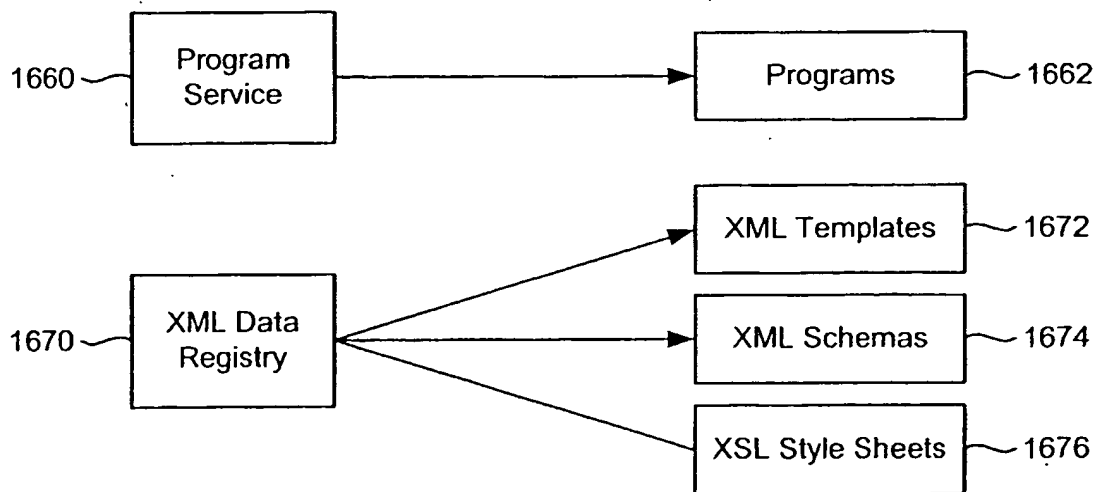 1660
Program
Service
Programs
1662
XML Templates
1672
1670
XML Data
Registry
XML Schemas
1674
XSL Style Sheets
1676